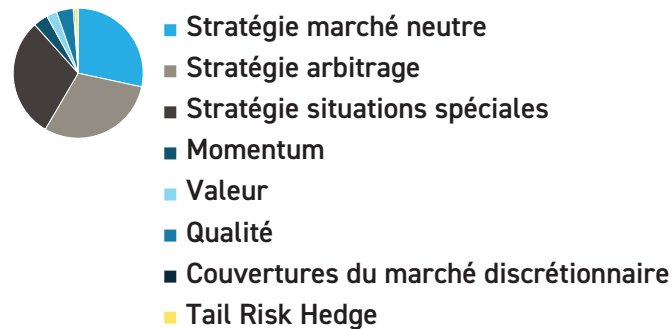 Stratégie marché neutre
Stratégie arbitrage
Stratégie situations spéciales
Momentum
Valeur
Qualité
Couvertures du marché discrétionnaire
Tail Risk Hedge